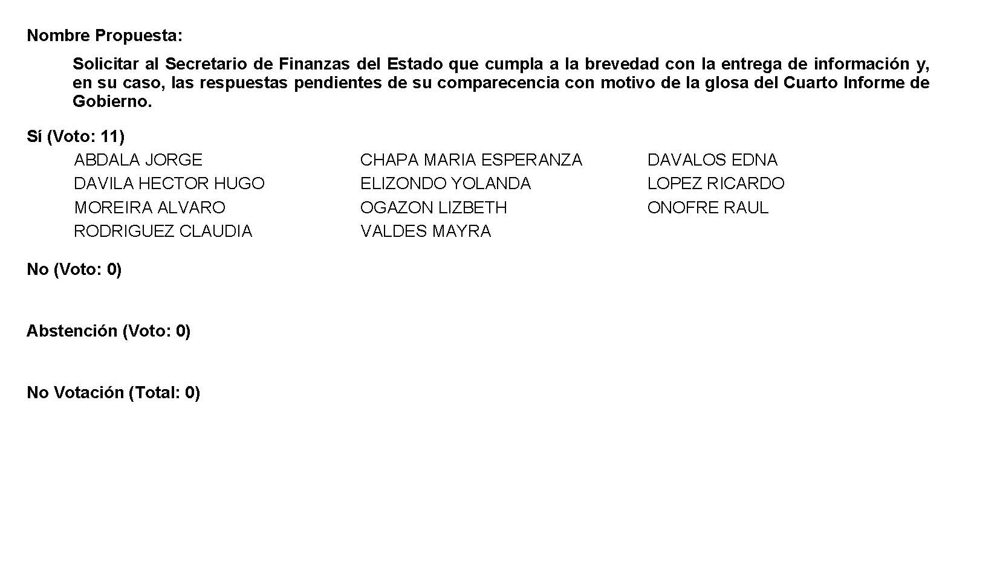 Nombre Propuesta:
Solicitar al Secretario de Finanzas del Estado que cumpla a la brevedad con la entrega de información y,
en su caso, las respuestas pendientes de su comparecencia con motivo de la glosa del Cuarto Informe de
Gobierno.
Sí (Voto: 11)
ABDALA JORGE CHAPA MARIA ESPERANZA DAVALOS EDNA
DAVILA HECTOR HUGO ELIZONDO YOLANDA LOPEZ RICARDO
MOREIRA ALVARO OGAZON LIZBETH ONOFRE RAUL
RODRIGUEZ CLAUDIA VALDES MAYRA
No (Voto: 0)
Abstención (Voto: 0)
No Votación (Total: 0)